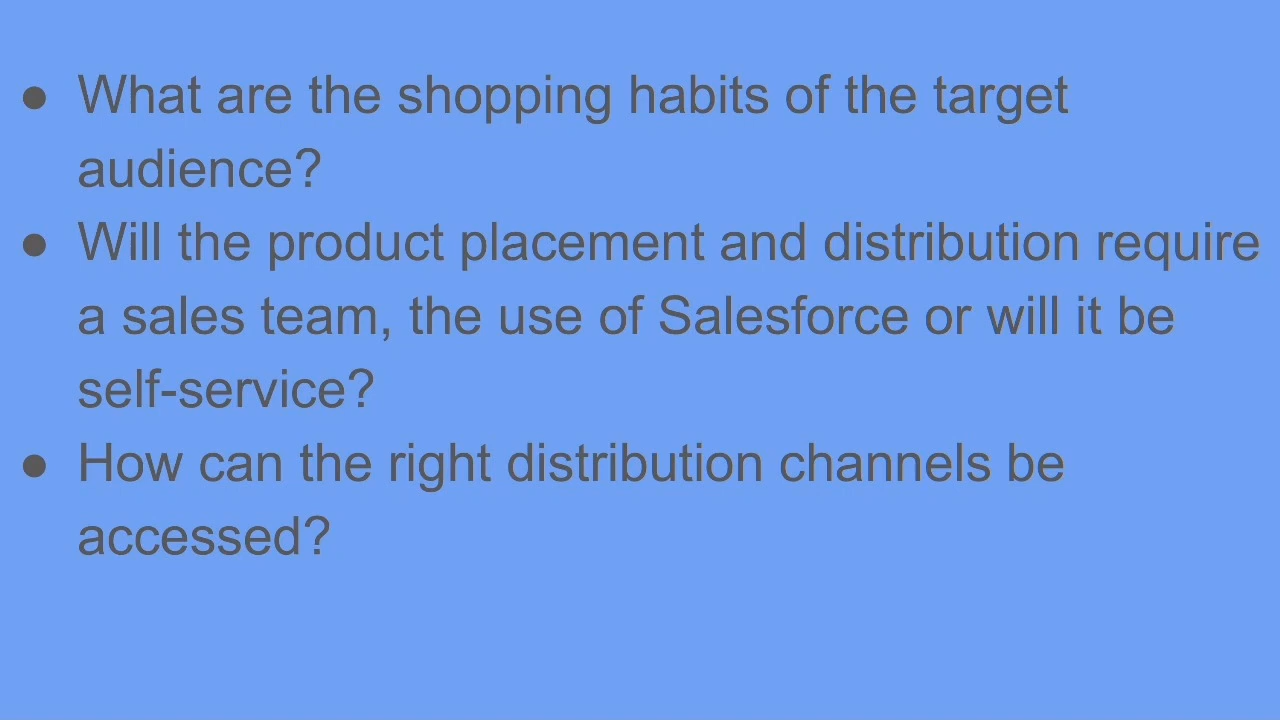 ● What are the shopping habits of the target
audience?
● Will the product placement and distribution require
a sales team, the use of Salesforce or will it be
self-service?
● How can the right distribution channels be
accessed?